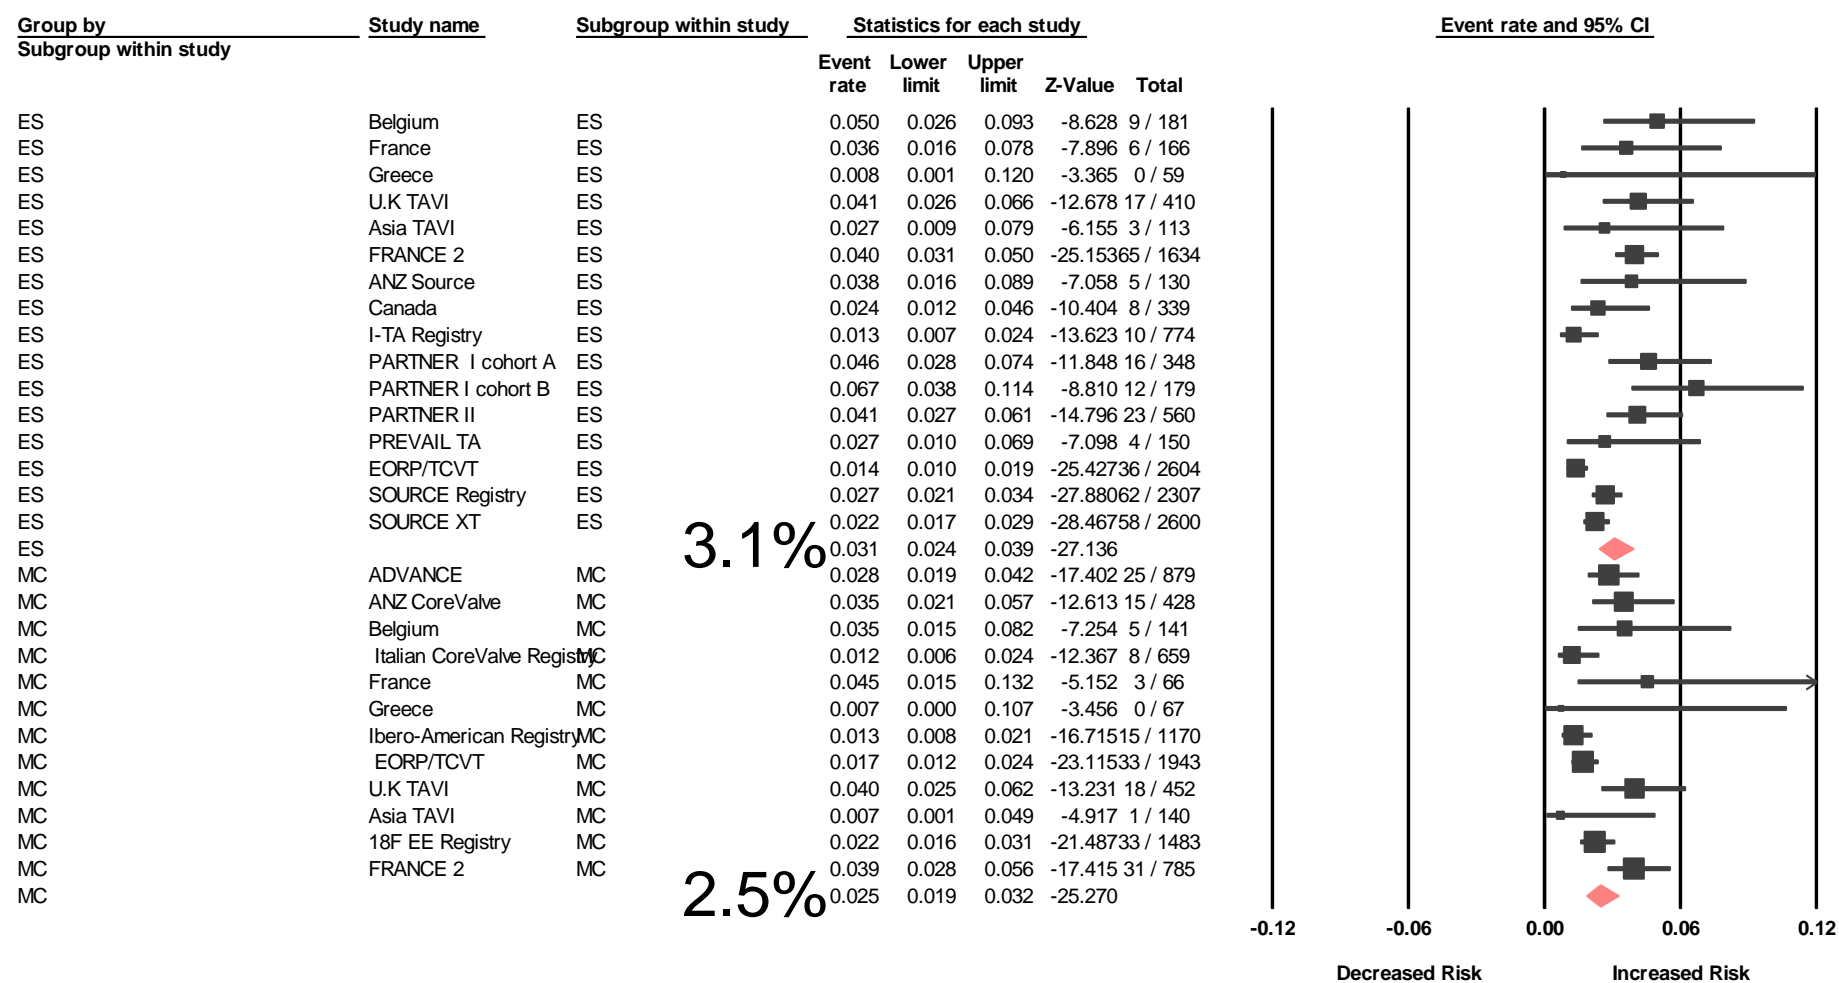 Group by Study name Subgroup within study Statistics for each study Event rate and 95% CI
Subgroup within study
Event Lower Upper
rate limit limit Z-Value Total
ES Belgium ES 0.050 0.026 0.093 -8.628 9 / 181
ES France ES 0.036 0.016 0.078 -7.896 6 / 166
ES Greece ES 0.008 0.001 0.120 -3.365 0 / 59
ES U.K TAVI ES 0.041 0.026 0.066 -12.678 17 / 410
ES Asia TAVI ES 0.027 0.009 0.079 -6.155 3 / 113
ES FRANCE 2 ES 0.040 0.031 0.050 -25.153 65 / 1634
ES ANZ Source ES 0.038 0.016 0.089 -7.058 5 / 130
ES Canada ES 0.024 0.012 0.046 -10.404 8 / 339
ES I-TA Registry ES 0.013 0.007 0.024 -13.623 10 / 774
ES PARTNER I cohort A ES 0.046 0.028 0.074 -11.848 16 / 348
ES PARTNER I cohort B ES 0.067 0.038 0.114 -8.810 12 / 179
ES PARTNER II ES 0.041 0.027 0.061 -14.796 23 / 560
ES PREVAIL TA ES 0.027 0.010 0.069 -7.098 4 / 150
ES EORP/TCVT ES 0.014 0.010 0.019 -25.427 36 / 2604
ES SOURCE Registry ES 0.027 0.021 0.034 -27.880 62 / 2307
ES SOURCE XT ES 0.022 0.017 0.029 -28.467 58 / 2600
ES 3.1% 0.031 0.024 0.039 -27.136
MC ADVANCE MC 0.028 0.019 0.042 -17.402 25 / 879
MC ANZ CoreValve MC 0.035 0.021 0.057 -12.613 15 / 428
MC Belgium MC 0.035 0.015 0.082 -7.254 5 / 141
MC Italian CoreValve Registry MC 0.012 0.006 0.024 -12.367 8 / 659
MC France MC 0.045 0.015 0.132 -5.152 3 / 66
MC Greece MC 0.007 0.000 0.107 -3.456 0 / 67
MC Ibero-American Registry MC 0.013 0.008 0.021 -16.715 15 / 1170
MC EORP/TCVT MC 0.017 0.012 0.024 -23.115 33 / 1943
MC U.K TAVI MC 0.040 0.025 0.062 -13.231 18 / 452
MC Asia TAVI MC 0.007 0.001 0.049 -4.917 1 / 140
MC 18F EE Registry MC 0.022 0.016 0.031 -21.487 33 / 1483
MC FRANCE 2 MC 0.039 0.028 0.056 -17.415 31 / 785
MC 2.5% 0.025 0.019 0.032 -25.270
-0.12 -0.06 0.00 0.06 0.12
Decreased Risk Increased Risk